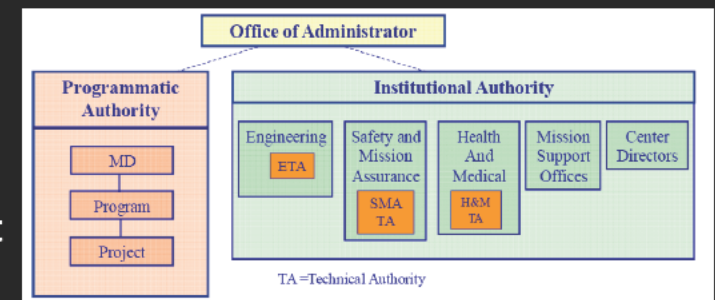 Office of Administrator
Programmatic
Authority
MD
Program
Project
Institutional Authority
Engineering
ETA
Safety and
Mission
Assurance
SMA
TA
Health
And
Medical
H&M
TA
Mission
Support
Offices
Center
Directors
TA =Technical Authority